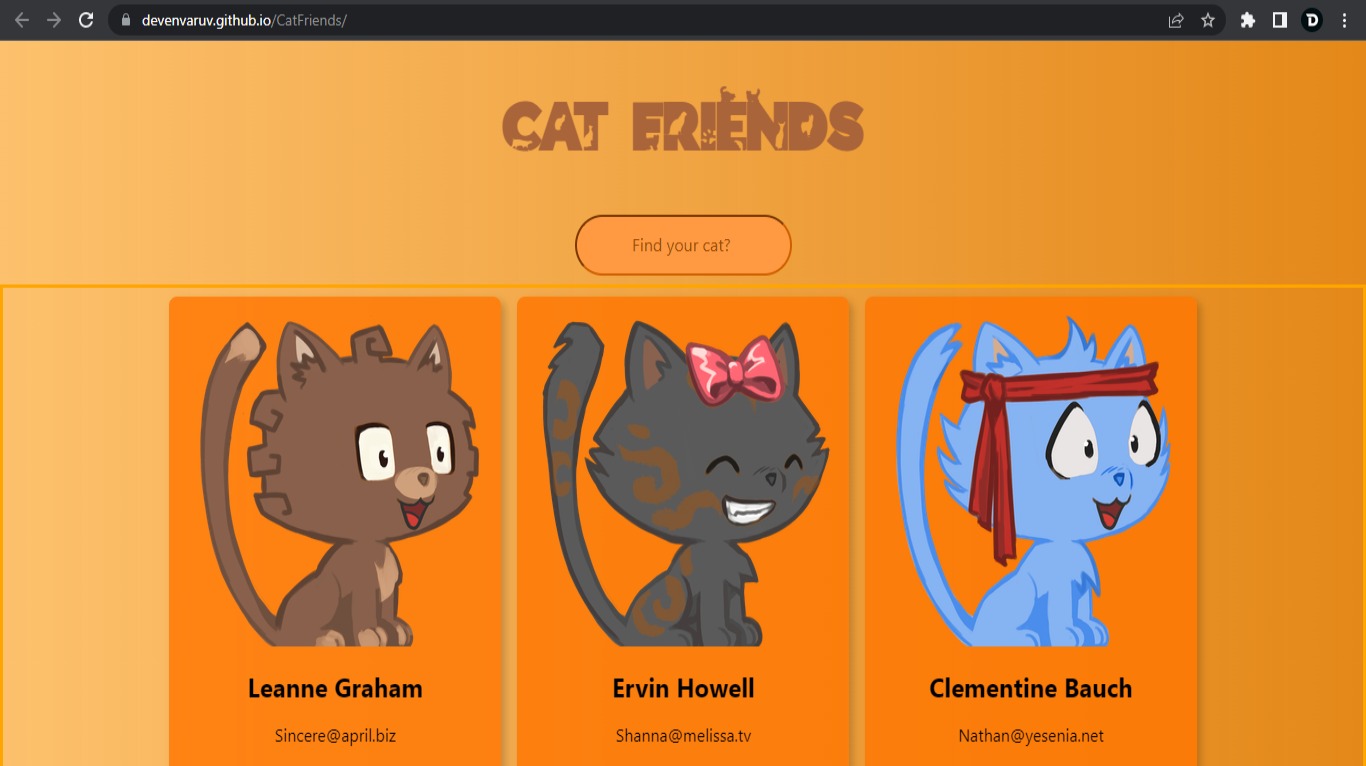 devenvaruv.github.io/CatFriends/
D
CAT FRIENDS
Find your cat?
Leanne Graham
Ervin Howell
Clementine Bauch
Sincere@april.biz
Shanna@melissa.tv
Nathan@yesenia.net